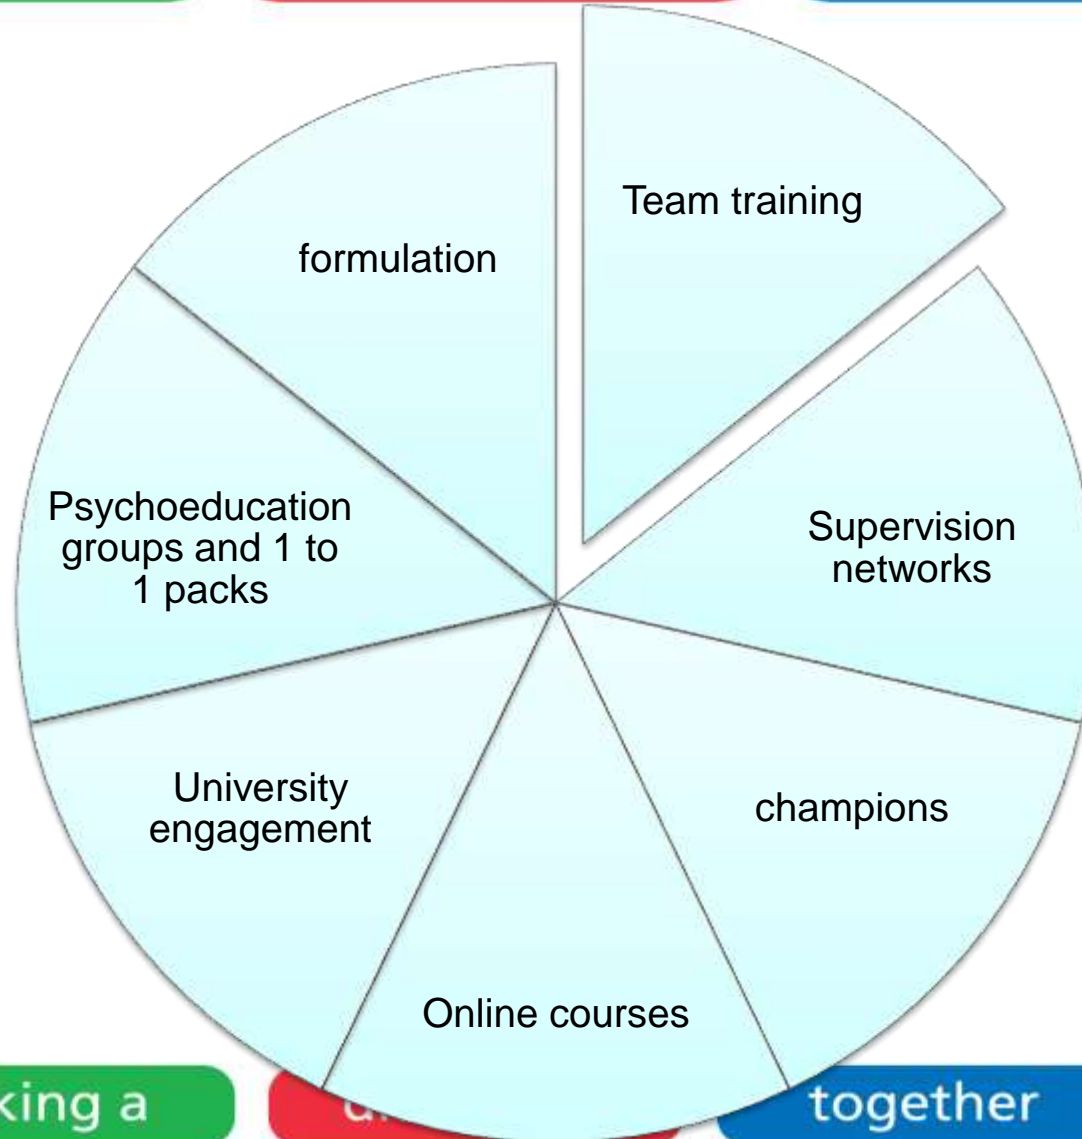 Team training
formulation
Supervision
networks
Psychoeducation
groups and 1 to
1 packs
champions
University
engagement
Online courses
king a
together